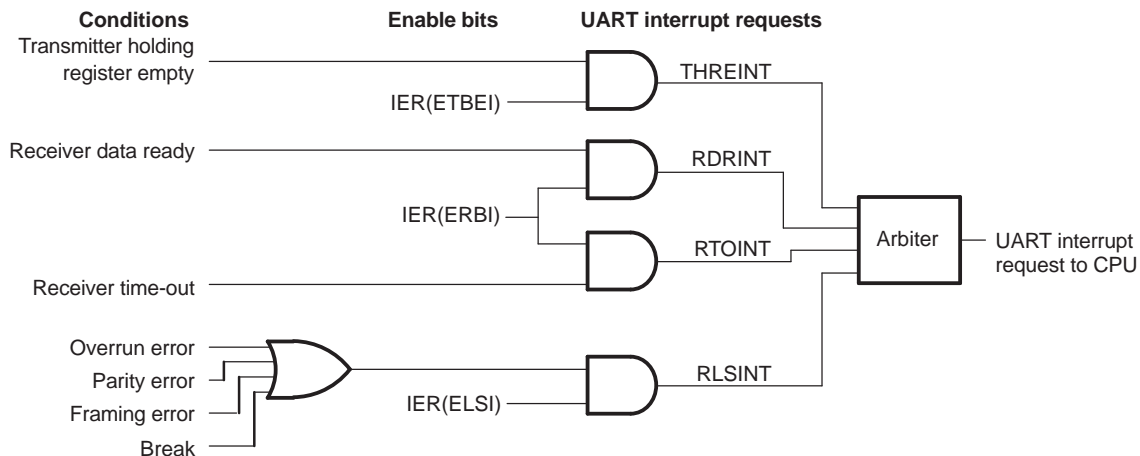 Conditions
Enable bits
UART interrupt requests
Transmitter holding
register empty
THREINT
IER(ETBEI)
Receiver data ready
RDRINT
IER(ERBI)
RTOINT
Arbiter
UART interrupt
request to CPU
Receiver time-out
Overrun error
Parity error
Framing error
Break
RLSINT
IER(ELSI)